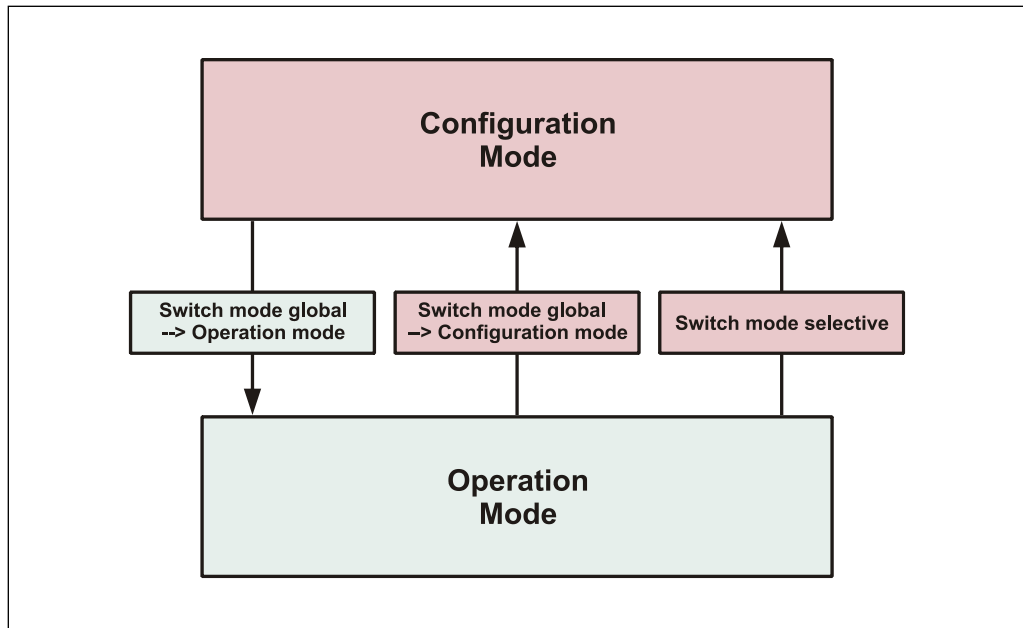 Configuration
Mode
Switch mode global
--> Operation mode
Switch mode global
–> Configuration mode
Switch mode selective
Operation
Mode